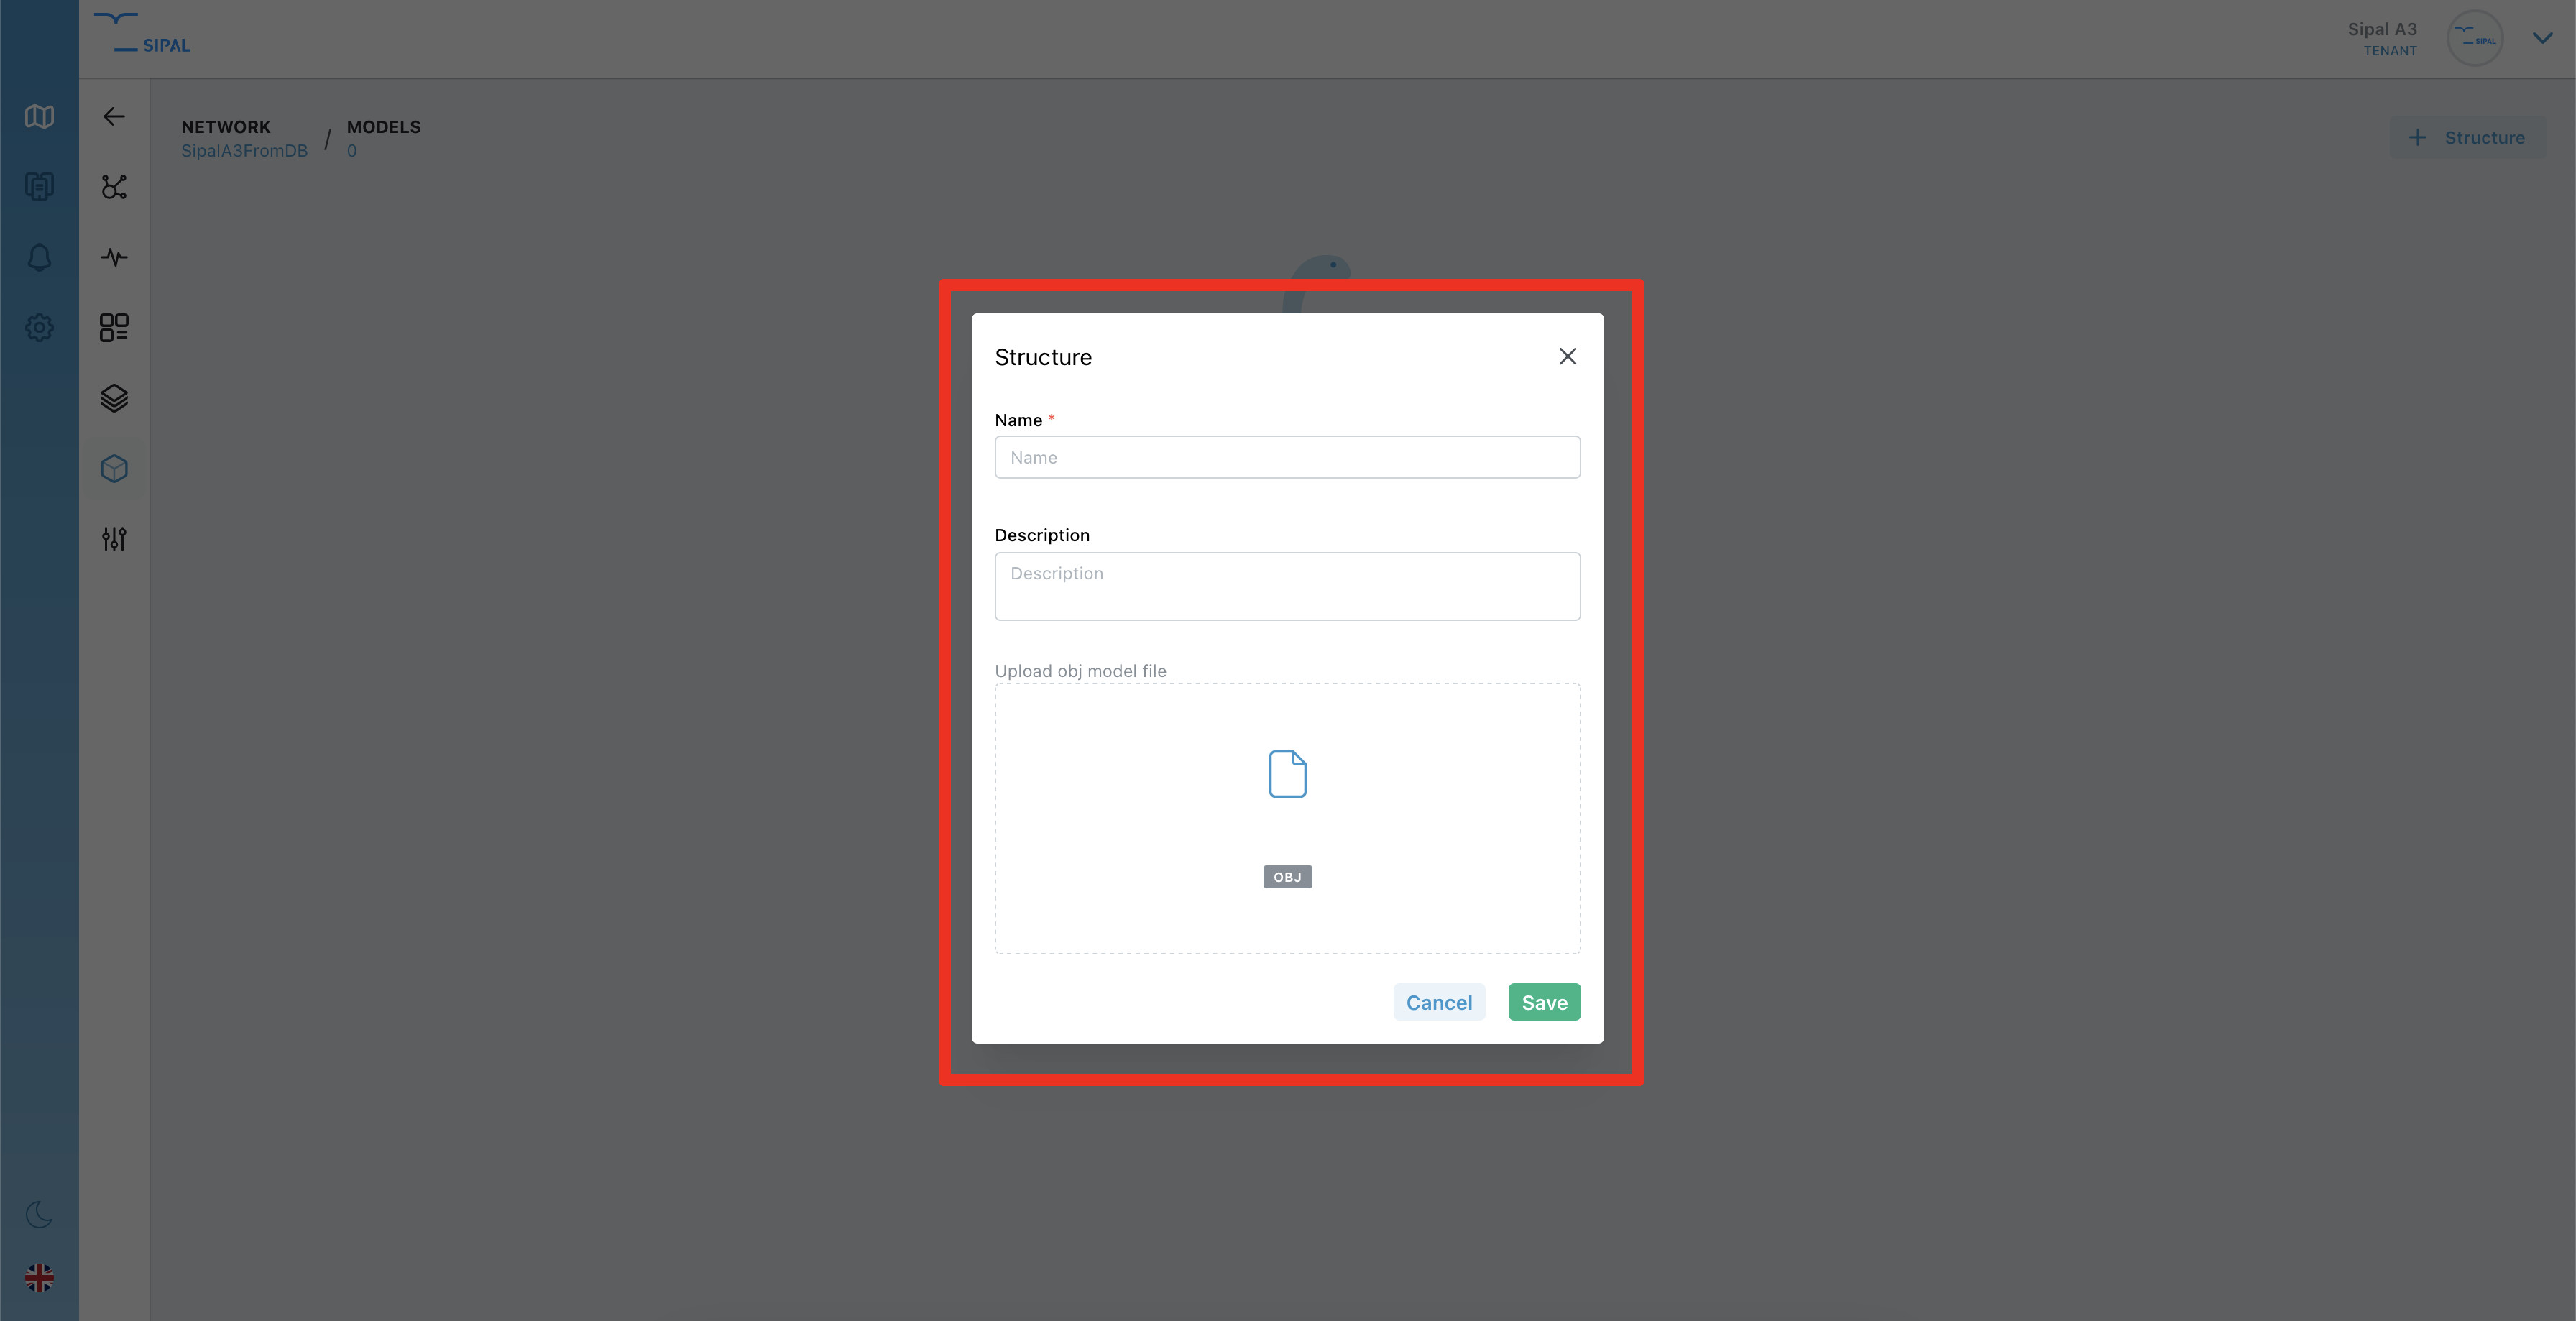 SIPAL
Sipal A3
TENANT
SIPAL
NETWORK / MODELS
SipalA3FromDB 0
+ Structure
Structure
Name *
Name
Description
Description
Upload obj model file
OBJ
Cancel Save